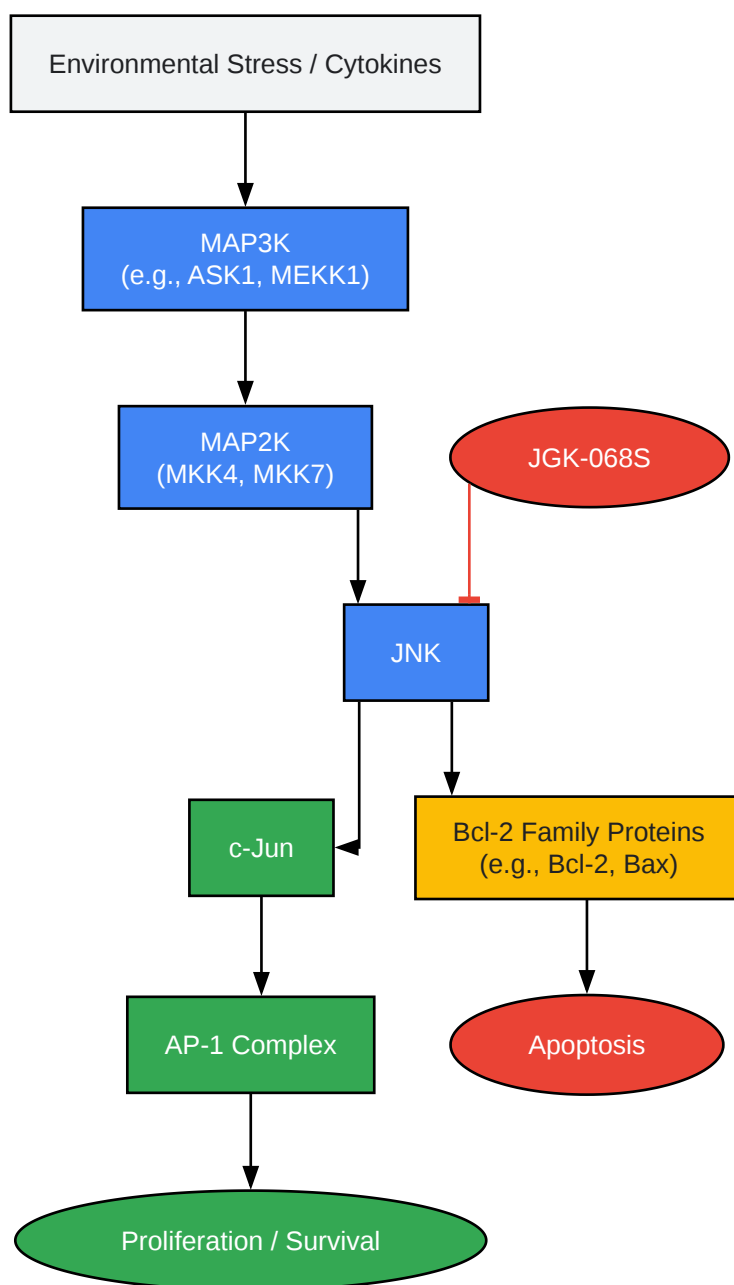 Environmental Stress / Cytokines
MAP3K
(e.g., ASK1, MEKK1)
MAP2K
(MKK4, MKK7)
JGK-068S
JNK
c-Jun
Bcl-2 Family Proteins
(e.g., Bcl-2, Bax)
AP-1 Complex
Apoptosis
Proliferation / Survival